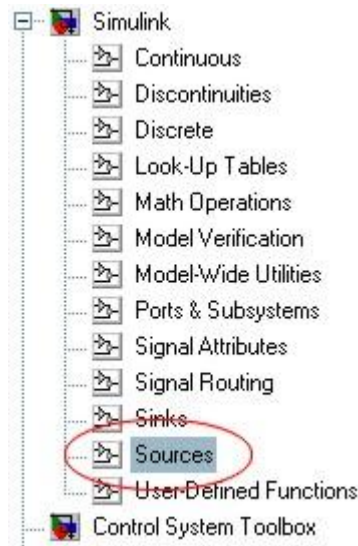 Simulink
Continuous
Discontinuities
Discrete
Look-Up Tables
Math Operations
Model Verification
Model-Wide Utilities
Ports & Subsystems
Signal Attributes
Signal Routing
Sinks
Sources
User-Defined Functions
Control System Toolbox